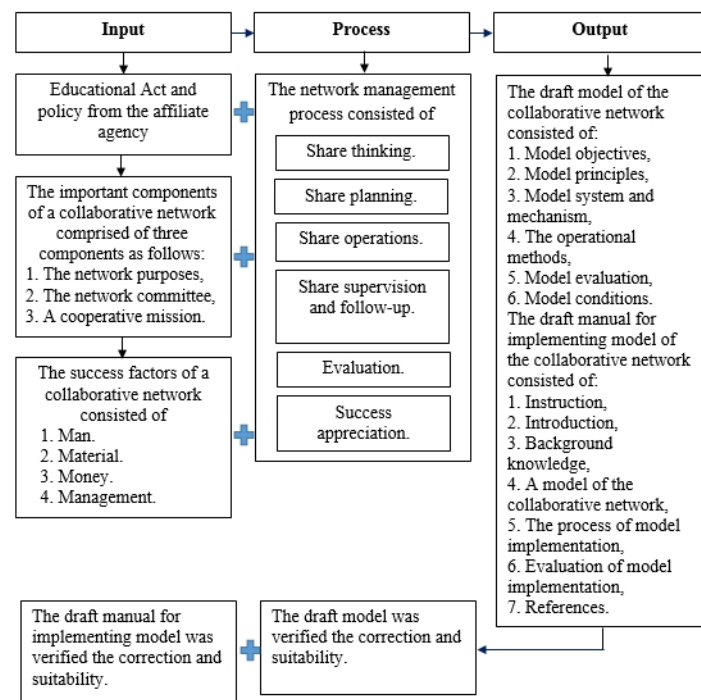 Input
Process
Output
Educational Act and
policy from the affiliate
agency
The important components
of a collaborative network
comprised of three
components as follows:
1. The network purposes,
2. The network committee,
3. A cooperative mission.
The success factors of a
collaborative network
consisted of
1. Man.
2. Material.
3. Money.
4. Management.
The network management
process consisted of
Share thinking.
Share planning.
Share operations.
Share supervision
and follow-up.
Evaluation.
Success
appreciation.
The draft model of the
collaborative network
consisted of:
1. Model objectives,
2. Model principles,
3. Model system and
mechanism,
4. The operational
methods,
5. Model evaluation,
6. Model conditions.
The draft manual for
implementing model of
the collaborative network
consisted of:
1. Instruction,
2. Introduction,
3. Background
knowledge,
4. A model of the
collaborative network,
5. The process of model
implementation,
6. Evaluation of model
implementation,
7. References.
The draft manual for
implementing model was
verified the correction and
suitability.
The draft model was
verified the correction and
suitability.